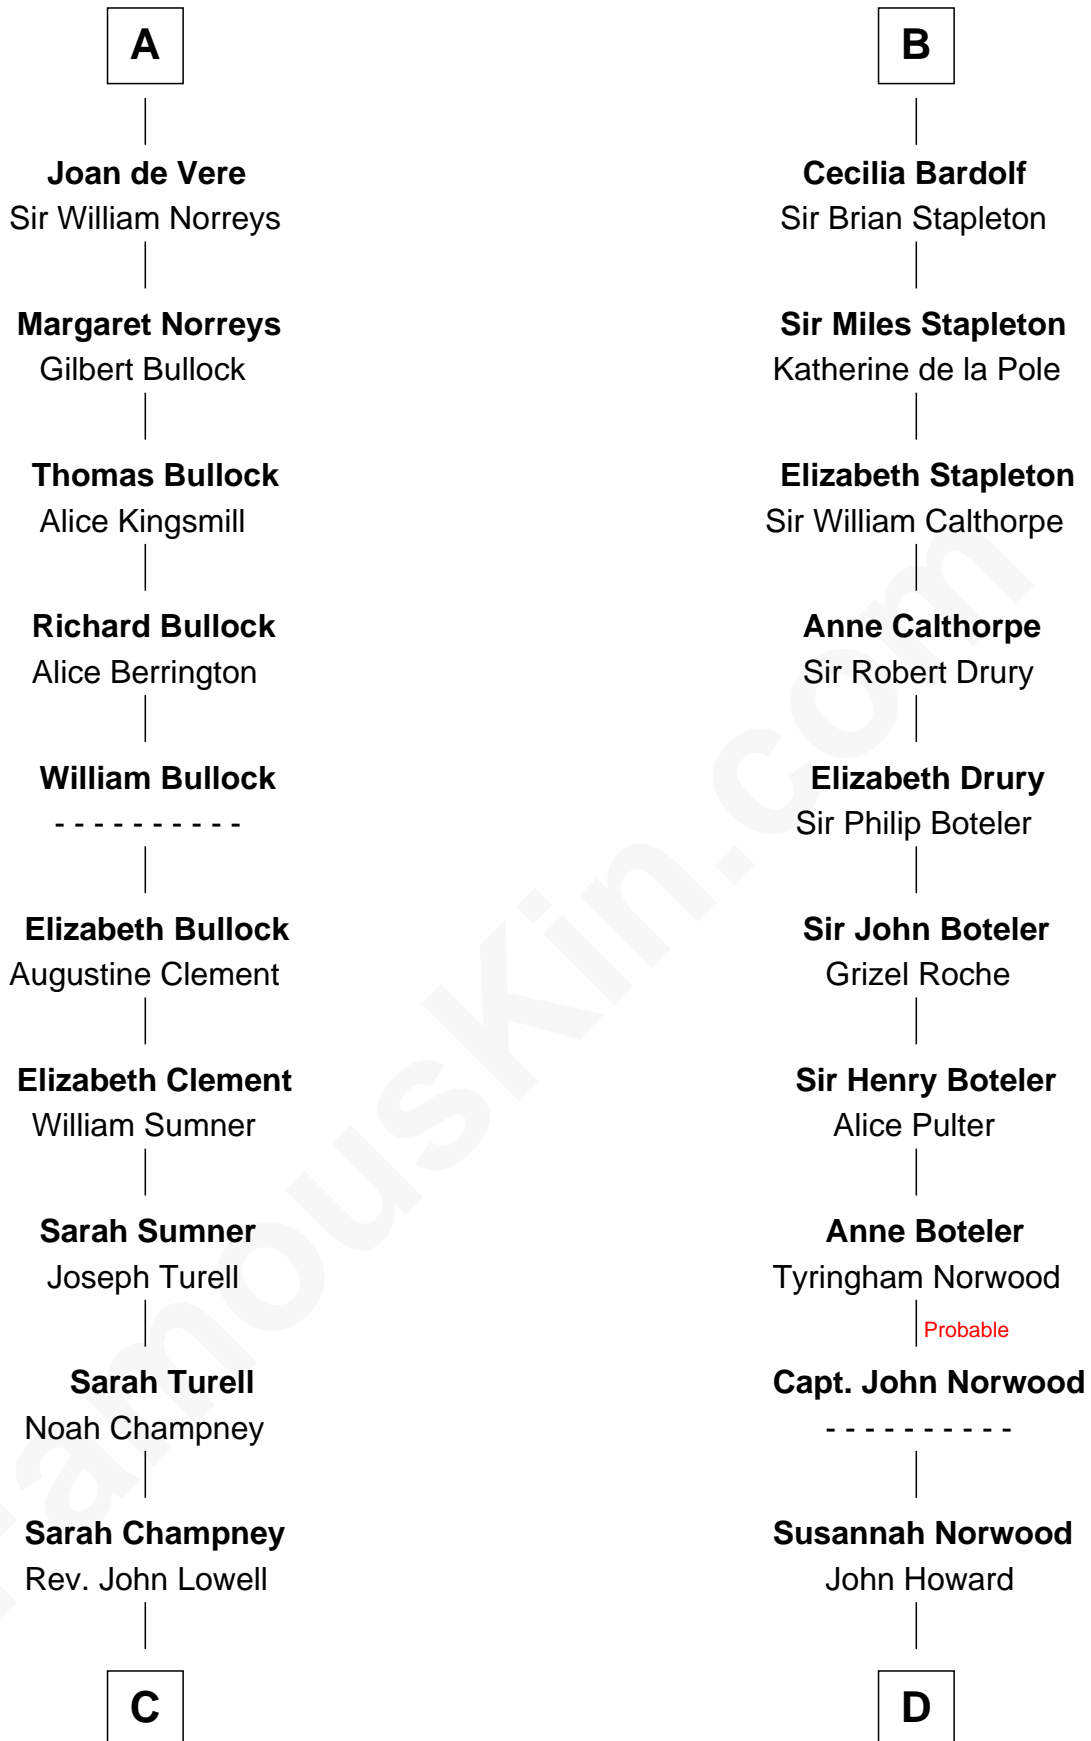 A
Joan de Vere
Sir William Norreys
Margaret Norreys
Gilbert Bullock
Thomas Bullock
Alice Kingsmill
Richard Bullock
Alice Berrington
William Bullock
- - - - - - - - - -
Elizabeth Bullock
Augustine Clement
Elizabeth Clement
William Sumner
Sarah Sumner
Joseph Turell
Sarah Turell
Noah Champney
Sarah Champney
Rev. John Lowell
C
B
Cecilia Bardolf
Sir Brian Stapleton
Sir Miles Stapleton
Katherine de la Pole
Elizabeth Stapleton
Sir William Calthorpe
Anne Calthorpe
Sir Robert Drury
Elizabeth Drury
Sir Philip Boteler
Sir John Boteler
Grizel Roche
Sir Henry Boteler
Alice Pulter
Anne Boteler
Tyringham Norwood
Probable
Capt. John Norwood
- - - - - - - - - -
Susannah Norwood
John Howard
D
FamousKin.com